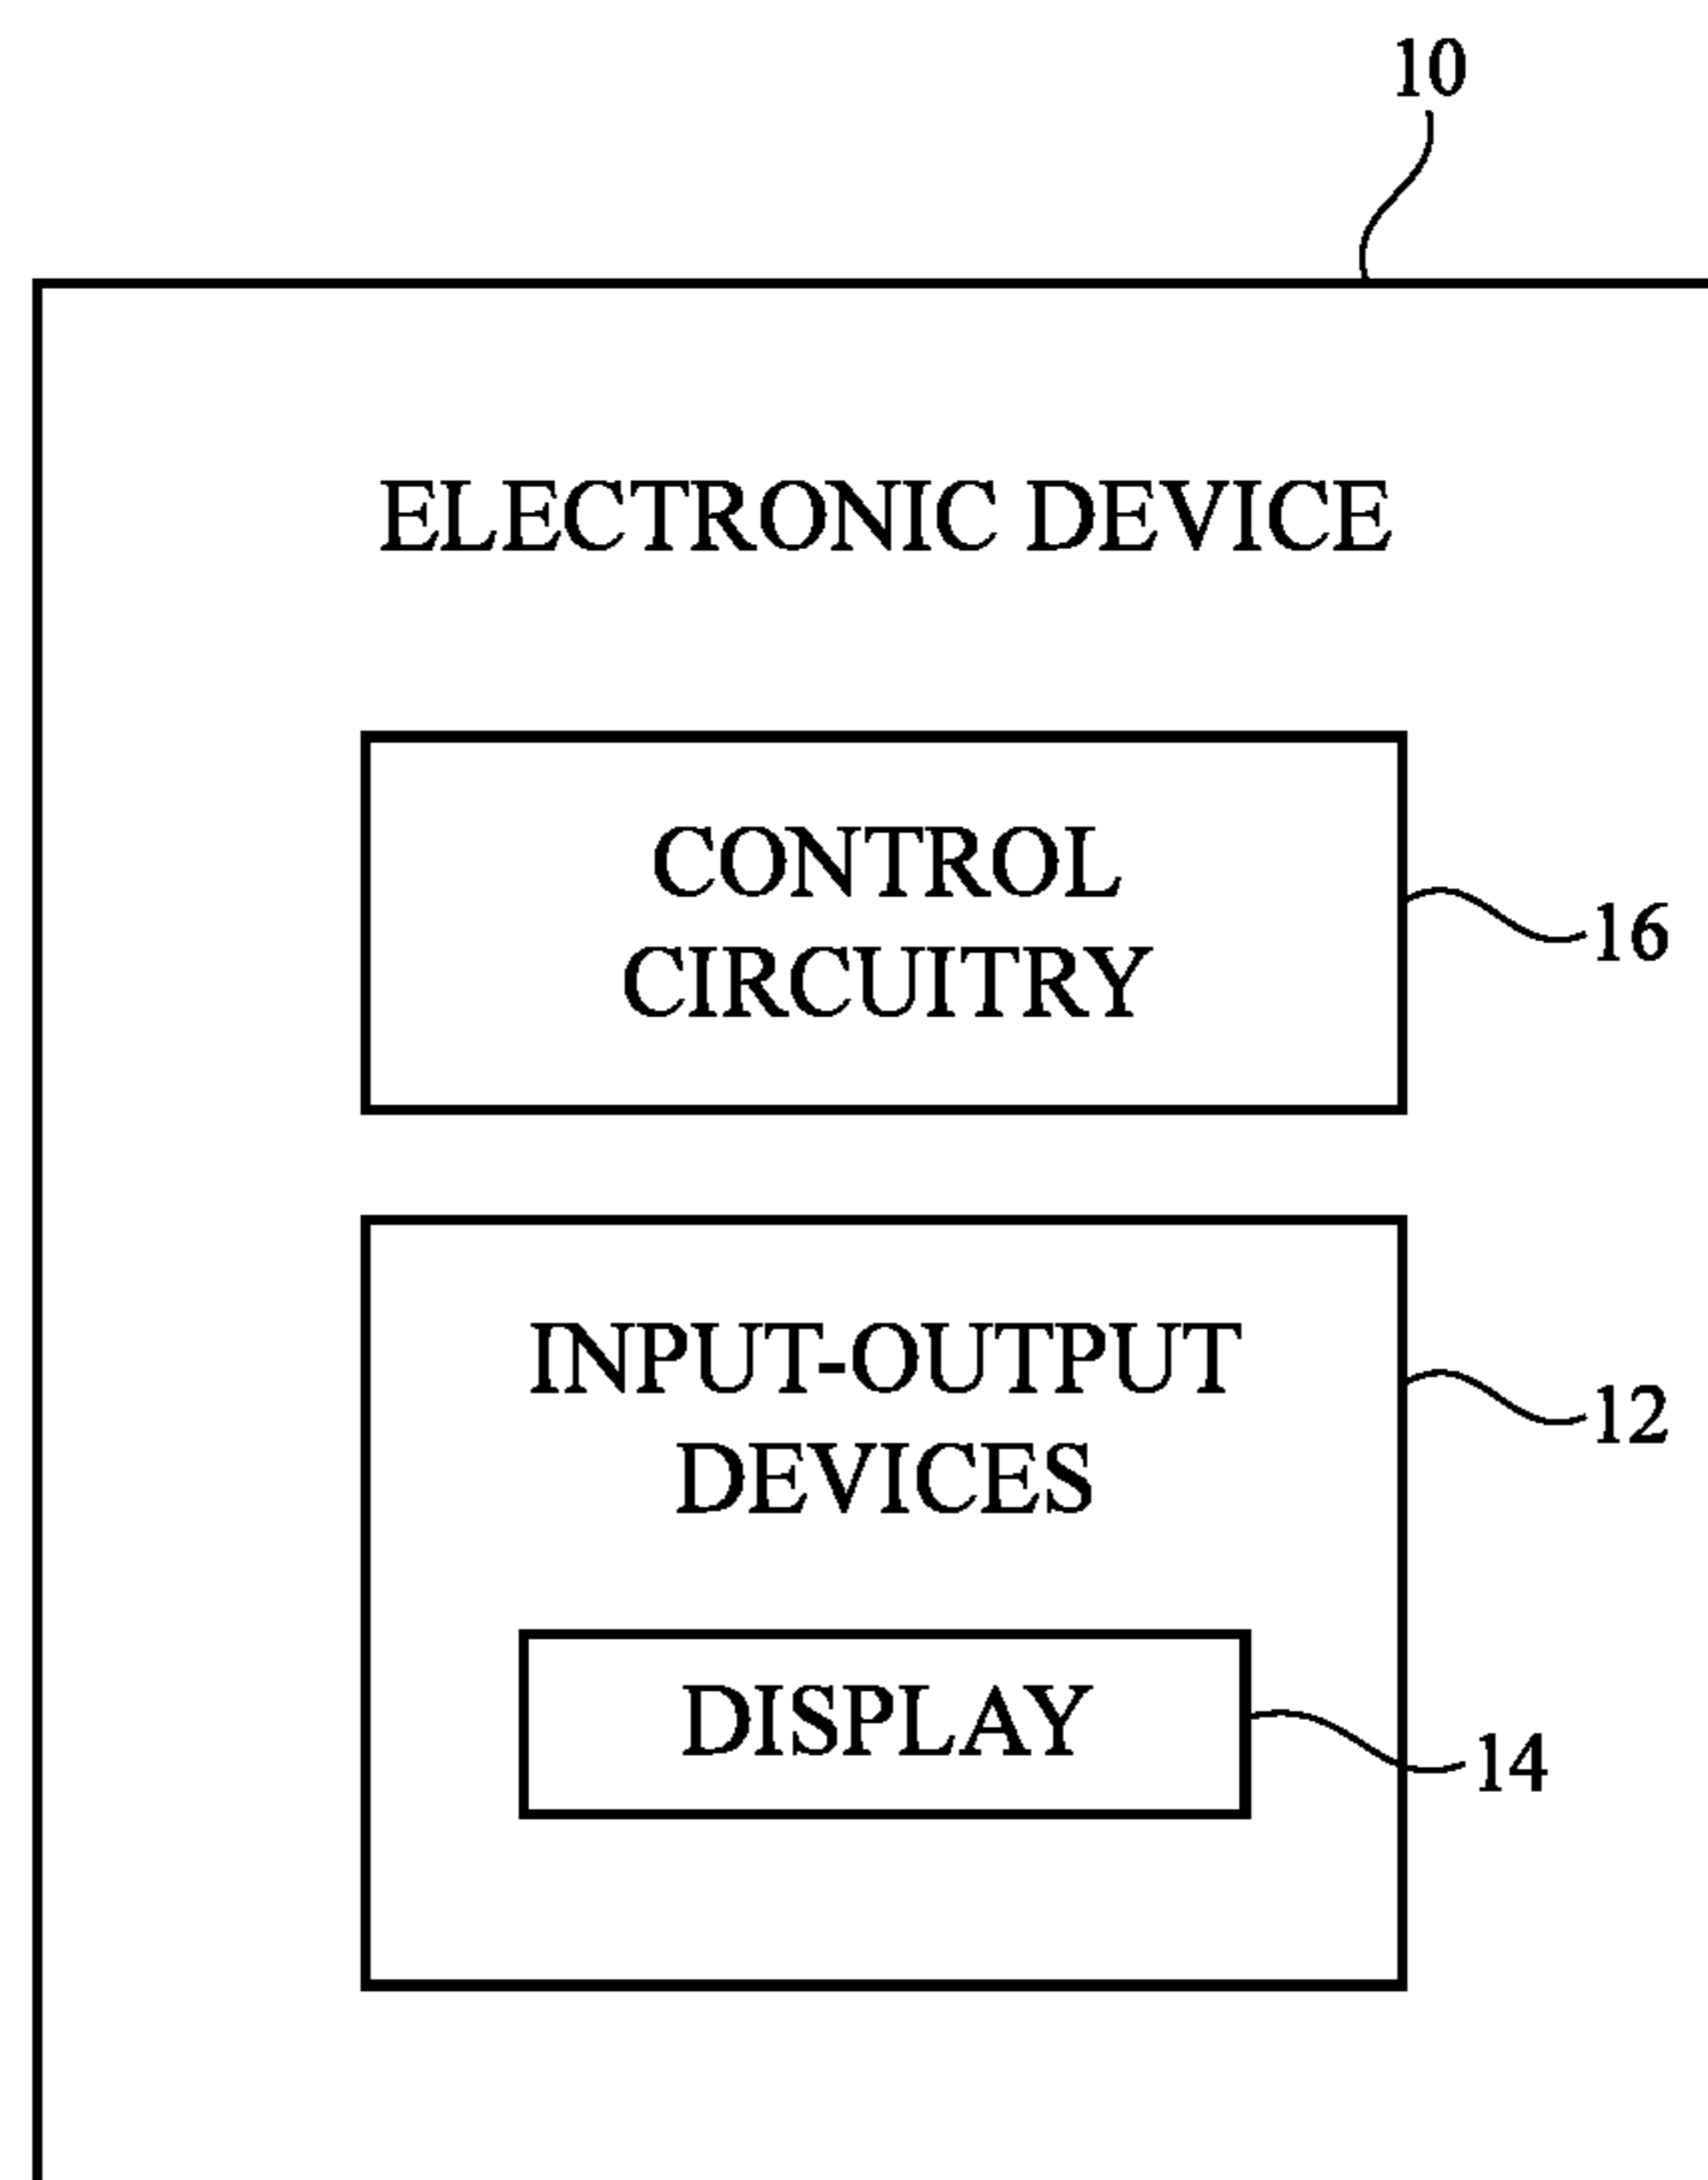 10
ELECTRONIC DEVICE
CONTROL
CIRCUITRY
16
INPUT-OUTPUT
DEVICES
12
DISPLAY
14